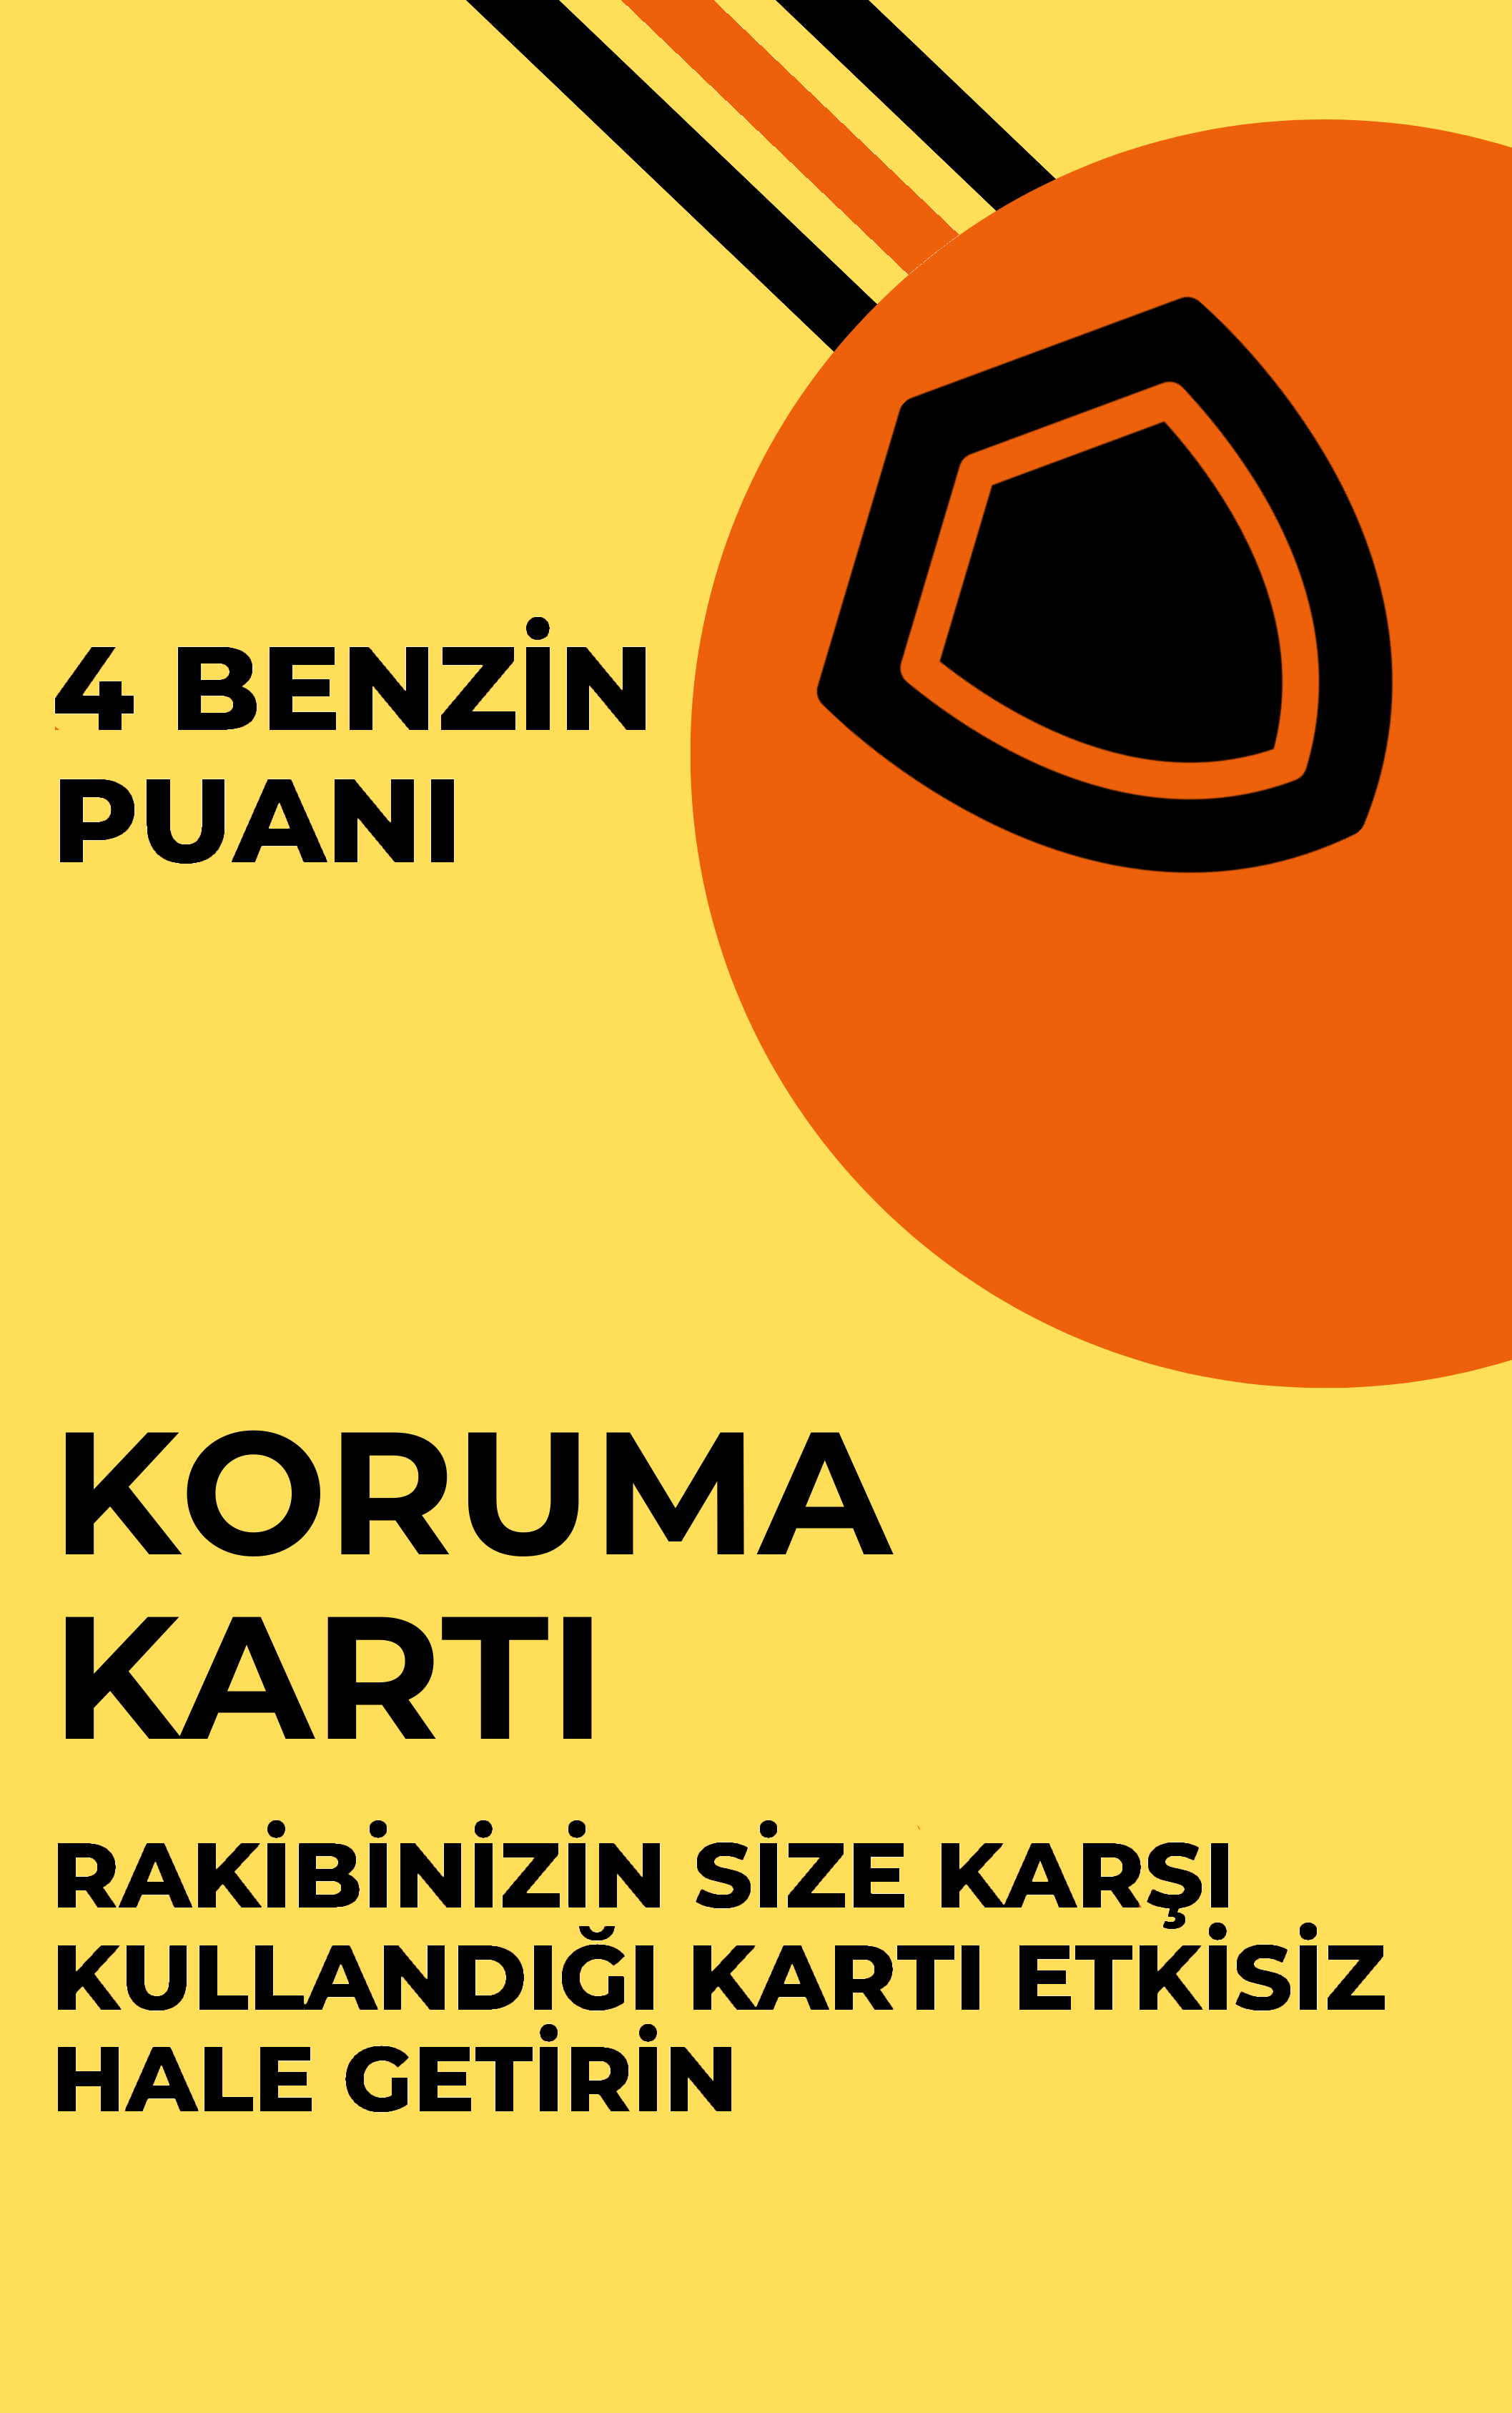 4 BENZİN
PUANI
KORUMA
KARTI
RAKİBİNİZİN SİZE KARŞI
KULLANDIĞI KARTI ETKİSİZ
HALE GETİRİN